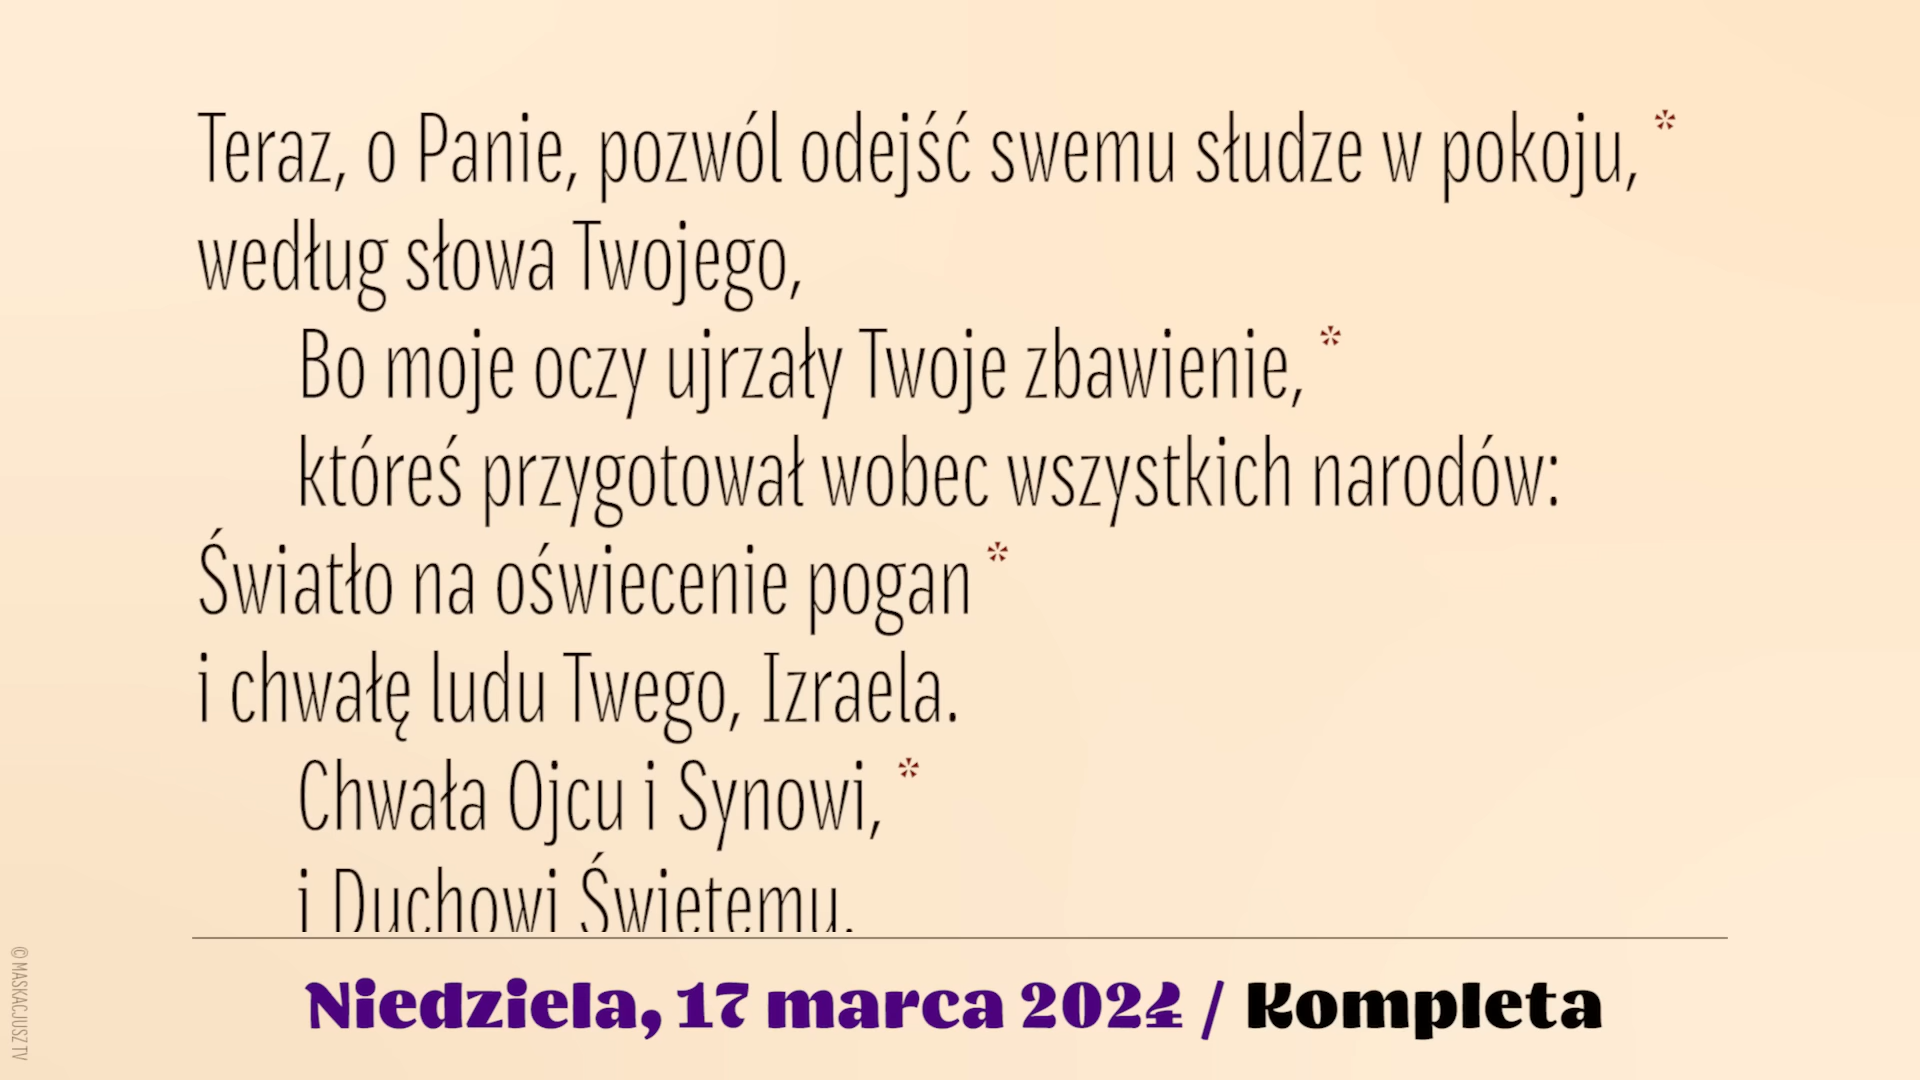 Teraz, o Panie, pozwól odejść swemu słudze w pokoju, *
według słowa Twojego,
Bo moje oczy ujrzały Twoje zbawienie, *
któreś przygotował wobec wszystkich narodów:
Światło na oświecenie pogan *
i chwałę ludu Twego, Izraela.
Chwała Ojcu i Synowi, *
i Duchowi Świętemu.
Niedziela, 17 marca 2024 / Kompleta
© MASKACJUSZ TV